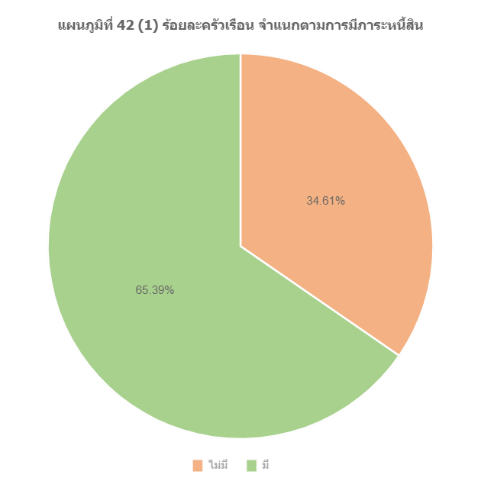 แผนภูมิที่ 42 (1) ร้อยละครัวเรือน จำแนกตามการมีภาระหนี้สิน
34.61%
65.39%
ไม่มี มี